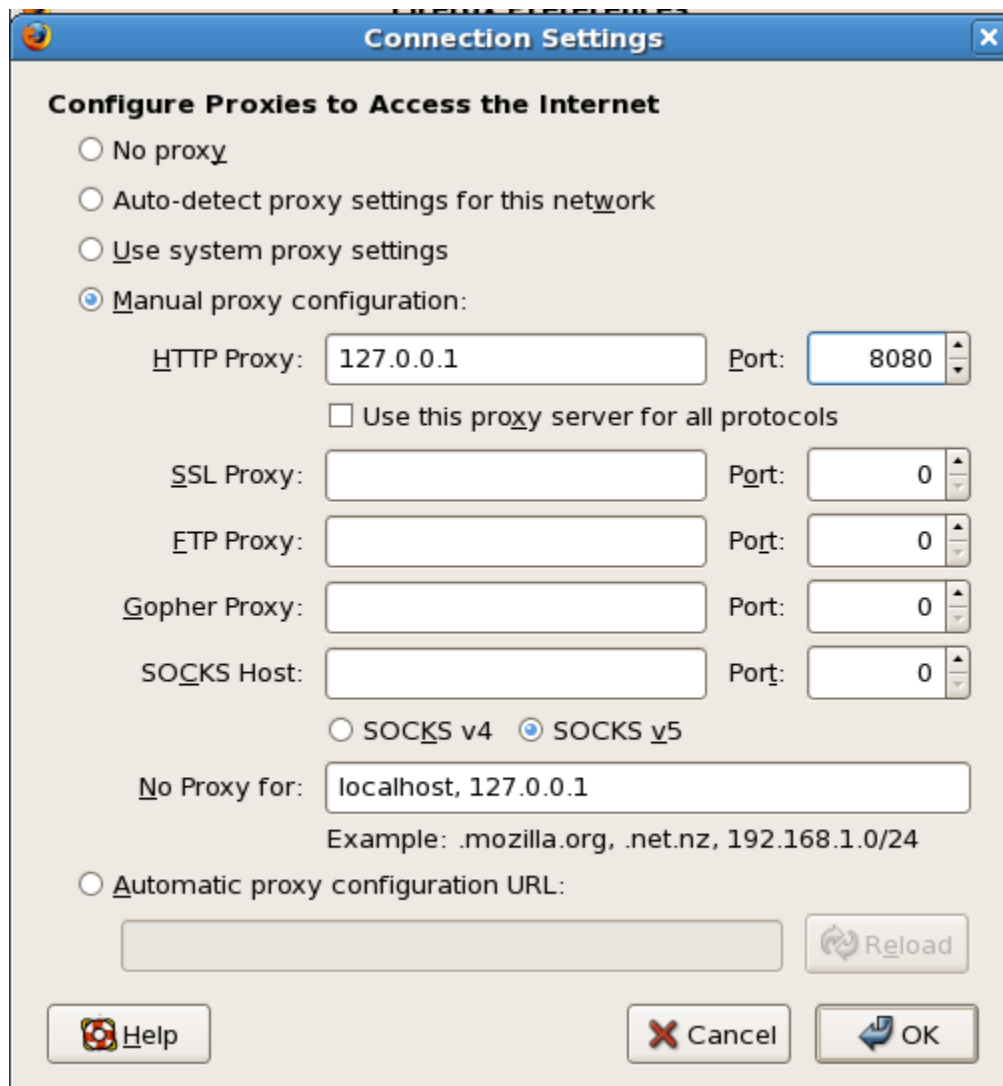 Firefox Preferences
Connection Settings
Configure Proxies to Access the Internet
No proxy
Auto-detect proxy settings for this network
Use system proxy settings
Manual proxy configuration:
HTTP Proxy: 127.0.0.1 Port: 8080
Use this proxy server for all protocols
SSL Proxy: Port: 0
FTP Proxy: Port: 0
Gopher Proxy: Port: 0
SOCKS Host: Port: 0
SOCKS v4 SOCKS v5
No Proxy for: localhost, 127.0.0.1
Example: .mozilla.org, .net.nz, 192.168.1.0/24
Automatic proxy configuration URL:
Reload
Help Cancel OK